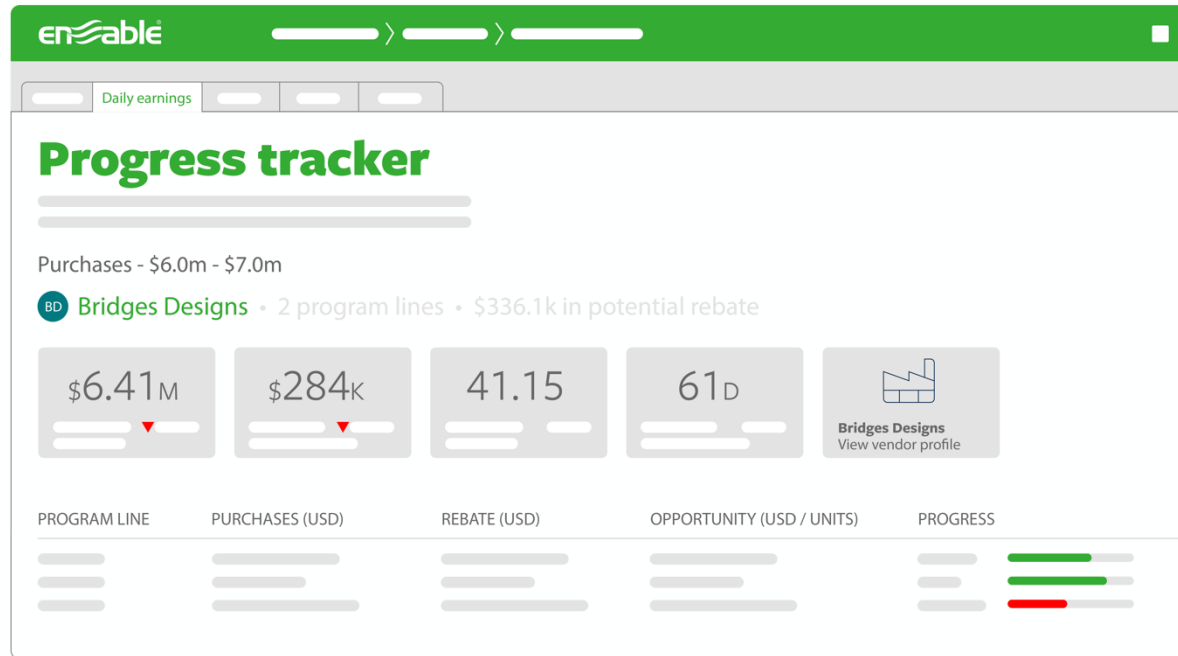 enable
Daily earnings
Progress tracker
Purchases - $6.0m - $7.0m
BD Bridges Designs • 2 program lines • $336.1k in potential rebate
$6.41M $284K 41.15 61D
Bridges Designs
View vendor profile
PROGRAM LINE PURCHASES (USD) REBATE (USD) OPPORTUNITY (USD / UNITS) PROGRESS